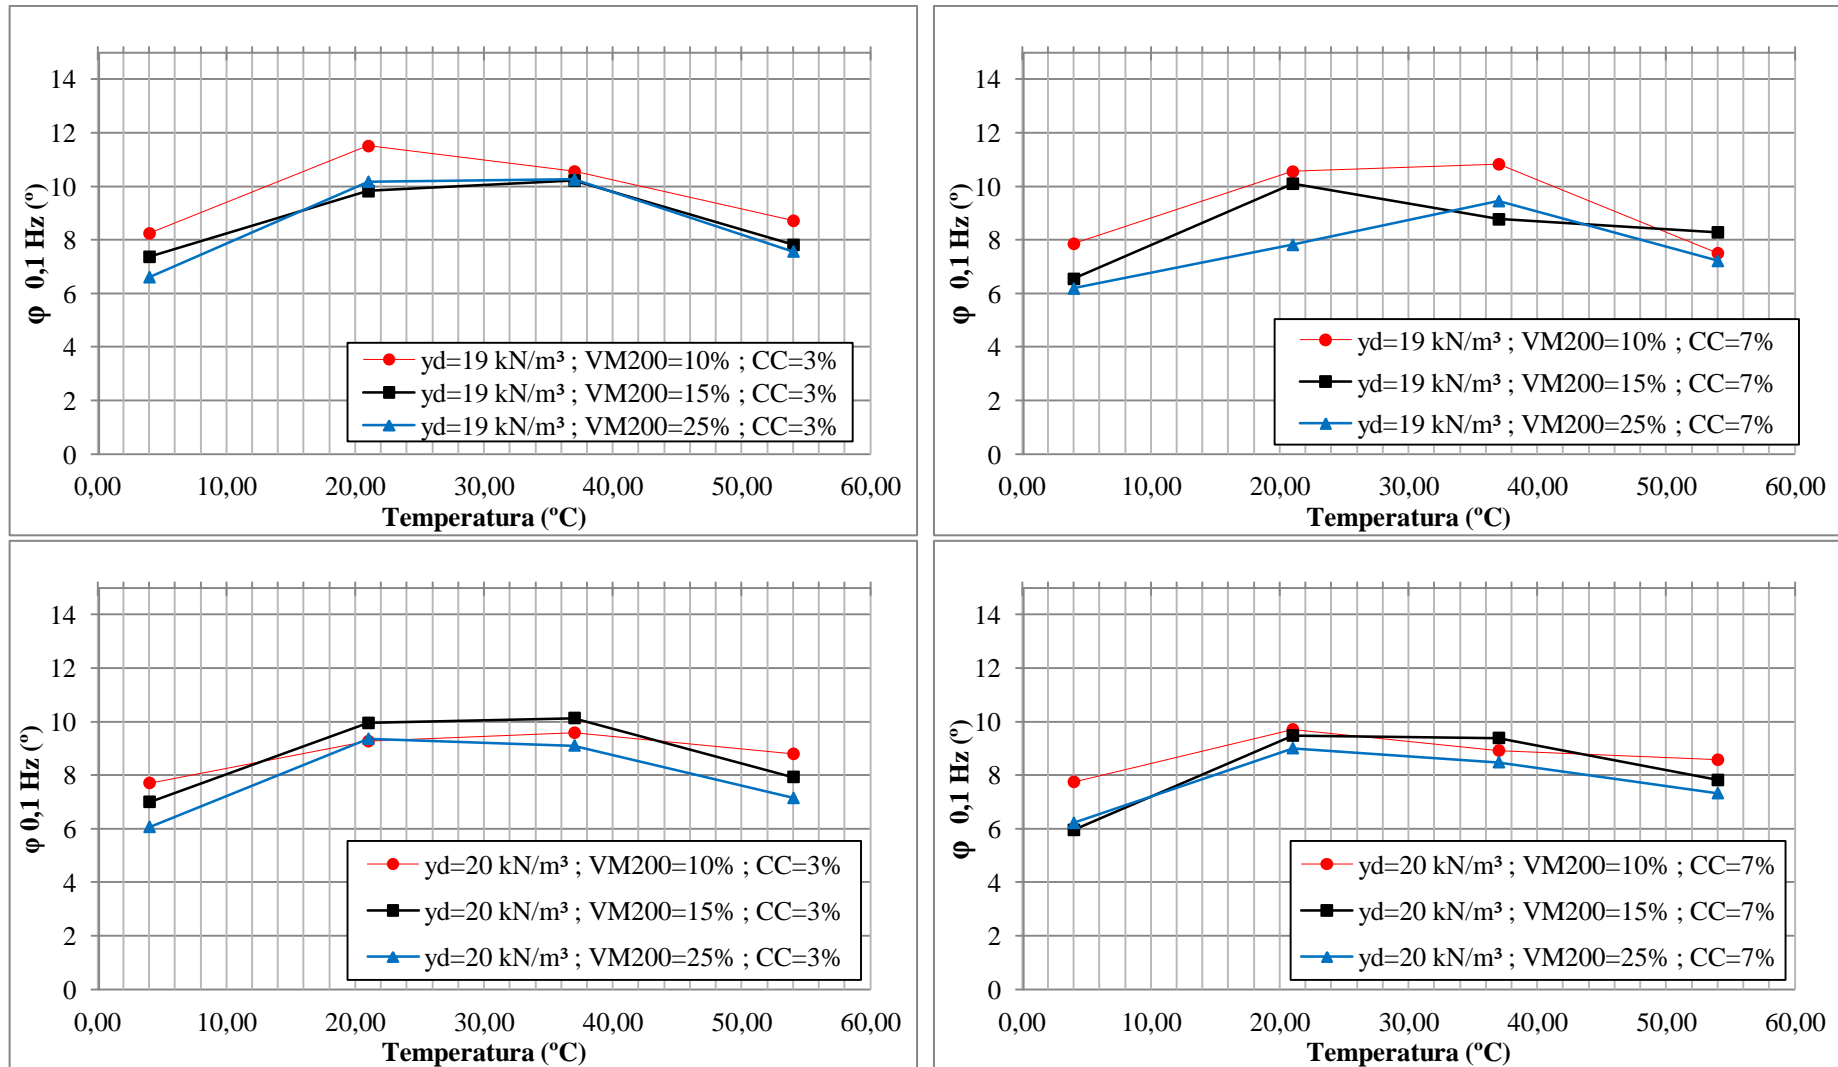 14
12
10
8
6
4
2
0
φ  0,1 Hz (º)
yd=19 kN/m³ ; VM200=10% ; CC=3%
yd=19 kN/m³ ; VM200=15% ; CC=3%
yd=19 kN/m³ ; VM200=25% ; CC=3%
0,00 10,00 20,00 30,00 40,00 50,00 60,00
Temperatura (ºC)
14
12
10
8
6
4
2
0
φ  0,1 Hz (º)
yd=19 kN/m³ ; VM200=10% ; CC=7%
yd=19 kN/m³ ; VM200=15% ; CC=7%
yd=19 kN/m³ ; VM200=25% ; CC=7%
0,00 10,00 20,00 30,00 40,00 50,00 60,00
Temperatura (ºC)
14
12
10
8
6
4
2
0
φ 0,1 Hz (º)
yd=20 kN/m³ ; VM200=10% ; CC=3%
yd=20 kN/m³ ; VM200=15% ; CC=3%
yd=20 kN/m³ ; VM200=25% ; CC=3%
0,00 10,00 20,00 30,00 40,00 50,00 60,00
Temperatura (ºC)
14
12
10
8
6
4
2
0
φ  0,1 Hz (º)
yd=20 kN/m³ ; VM200=10% ; CC=7%
yd=20 kN/m³ ; VM200=15% ; CC=7%
yd=20 kN/m³ ; VM200=25% ; CC=7%
0,00 10,00 20,00 30,00 40,00 50,00 60,00
Temperatura (ºC)